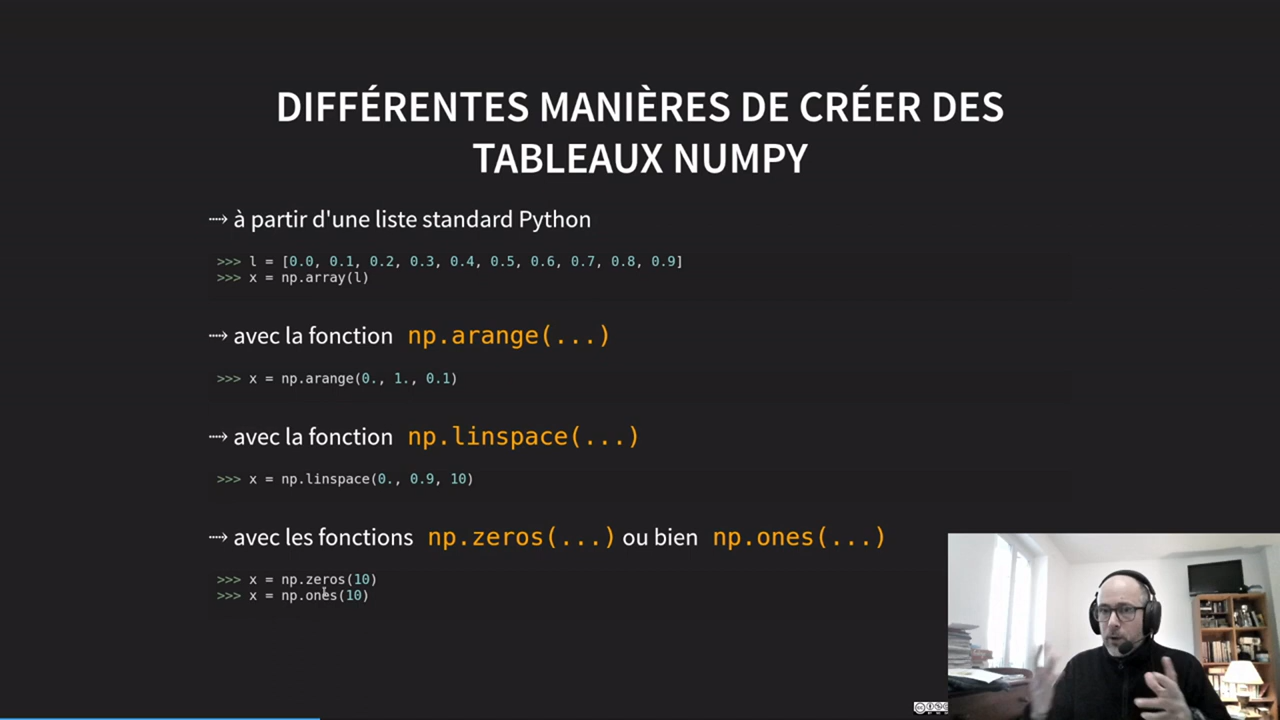 DIFFÉRENTES MANIÈRES DE CRÉER DES
TABLEAUX NUMPY
⤑ à partir d'une liste standard Python
>>> l = [0.0, 0.1, 0.2, 0.3, 0.4, 0.5, 0.6, 0.7, 0.8, 0.9]
>>> x = np.array(l)
⤑ avec la fonction np.arange(...)
>>> x = np.arange(0., 1., 0.1)
⤑ avec la fonction np.linspace(...)
>>> x = np.linspace(0., 0.9, 10)
⤑ avec les fonctions np.zeros(...) ou bien np.ones(...)
>>> x = np.zeros(10)
>>> x = np.ones(10)